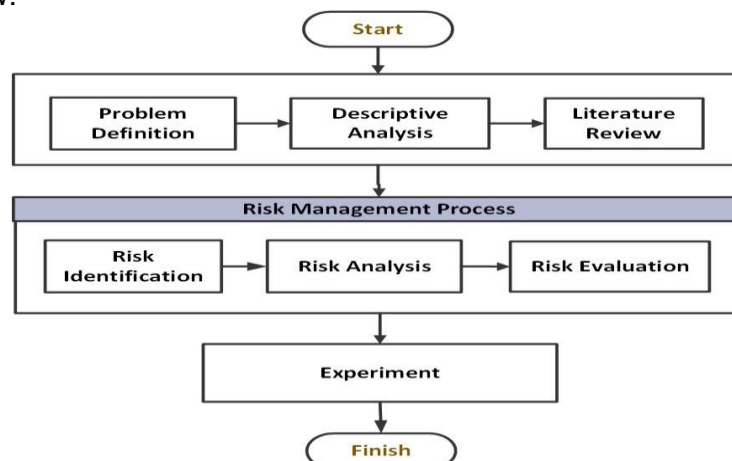 Start
Problem
Definition
Descriptive
Analysis
Literature
Review
Risk Management Process
Risk
Identification
Risk Analysis
Risk Evaluation
Experiment
Finish